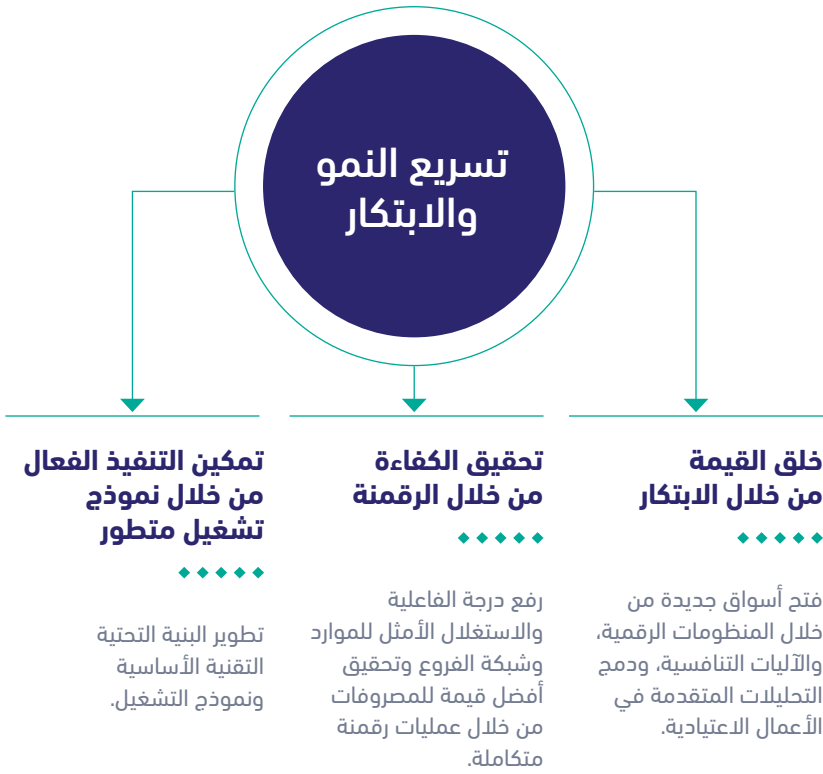 تسريع النمو
والابتكار
خلق القيمة
من خلال الابتكار
فتح أسواق جديدة من
خلال المنظومات الرقمية،
والآليات التنافسية، ودمج
التحليلات المتقدمة في
الأعمال الاعتيادية.
تحقيق الكفاءة
من خلال الرقمنة
رفع درجة الفاعلية
والاستغلال الأمثل للموارد
وشبكة الفروع وتحقيق
أفضل قيمة للمصروفات
من خلال عمليات رقمنة
متكاملة.
تمكين التنفيذ الفعال
من خلال نموذج
تشغيل متطور
تطوير البنية التحتية
التقنية الأساسية
ونموذج التشغيل.